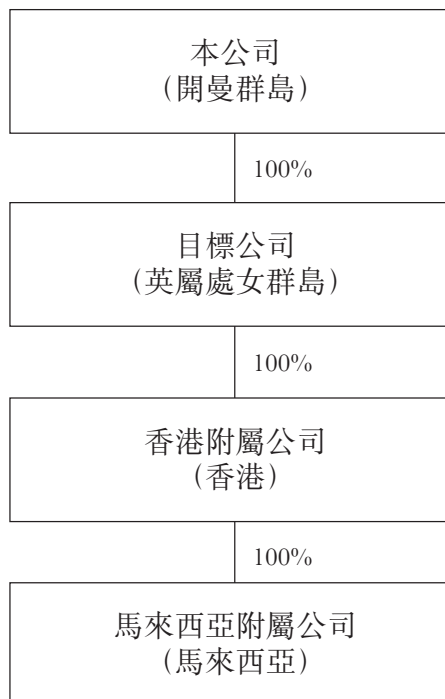 本公司
（開曼群島）
100%
目標公司
（英屬處女群島）
100%
香港附屬公司
（香港）
100%
馬來西亞附屬公司
（馬來西亞）